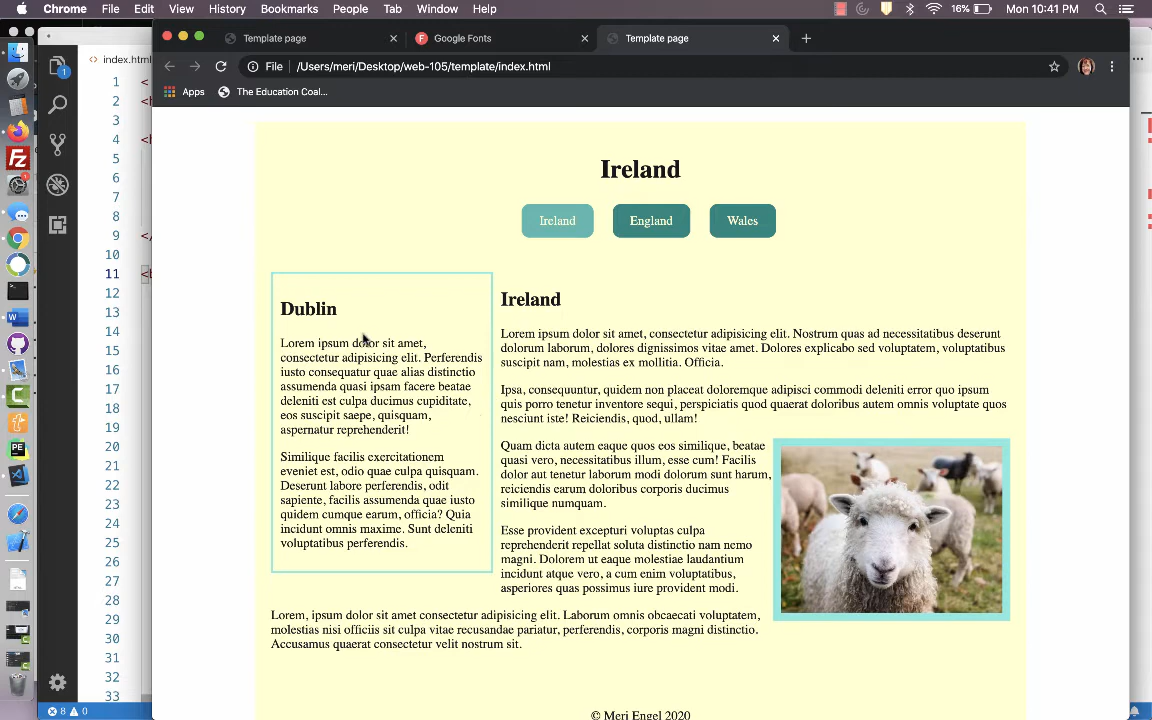 Chrome File Edit View History Bookmarks People Tab Window Help 16% Mon 10:41 PM
Template page
Google Fonts
Template page
index.html
File /Users/meri/Desktop/web-105/template/index.html
Apps
The Education Coal...
1
2
4
5
6
7
8
9
10
11
12
13
14
15
16
17
18
19
20
21
22
23
24
25
26
27
28
29
30
31
32
33
8 0
Ireland
Ireland
England
Wales
Dublin
Lorem ipsum dolor sit amet,
consectetur adipisicing elit. Perferendis
iusto consequatur quae alias distinctio
assumenda quasi ipsam facere beatae
deleniti est culpa ducimus cupiditate,
eos suscipit saepe, quisquam,
aspernatur reprehenderit!
Similique facilis exercitationem
eveniet est, odio quae culpa quisquam.
Deserunt labore perferendis, odit
sapiente, facilis assumenda quae iusto
quidem cumque earum, officia? Quia
incidunt omnis maxime. Sunt deleniti
voluptatibus perferendis.
Ireland
Lorem ipsum dolor sit amet, consectetur adipisicing elit. Nostrum quas ad necessitatibus deserunt
dolorum laborum, dolores dignissimos vitae amet. Dolores explicabo sed voluptatem, voluptatibus
suscipit nam, molestias ex mollitia. Officia.
Ipsa, consequuntur, quidem non placeat doloremque adipisci commodi deleniti error quo ipsum
quis porro tenetur inventore sequi, perspiciatis quod quaerat doloribus autem omnis voluptate quos
nesciunt iste! Reiciendis, quod, ullam!
Quam dicta autem eaque quos eos similique, beatae
quasi vero, necessitatibus illum, esse cum! Facilis
dolor aut tenetur laborum modi dolorum sunt harum,
reiciendis earum doloribus corporis ducimus
similique numquam.
Esse provident excepturi voluptas culpa
reprehenderit repellat soluta distinctio nam nemo
magni. Dolorem ut eaque molestiae laudantium
incidunt atque vero, a cum enim voluptatibus,
asperiores quas possimus iure provident modi.
Lorem, ipsum dolor sit amet consectetur adipisicing elit. Laborum omnis obcaecati voluptatem,
molestias nisi officiis sit culpa vitae recusandae pariatur, perferendis, corporis magni distinctio.
Accusamus quaerat consectetur velit nostrum sit.
© Meri Engel 2020